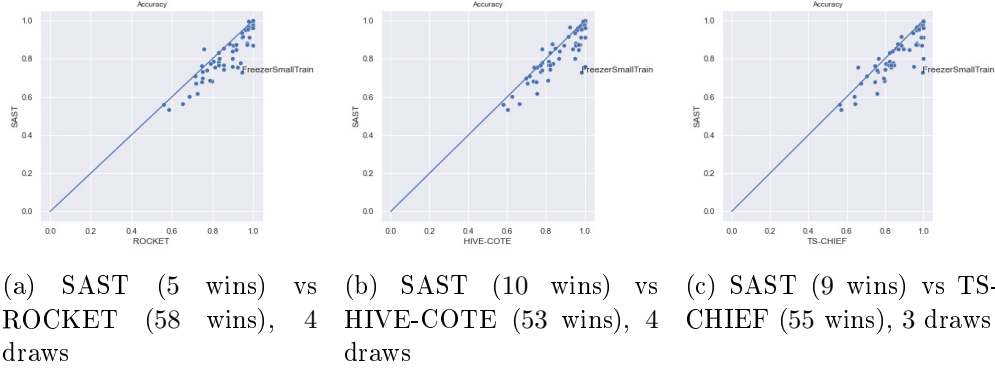 Accuracy
1.0
0.8
0.6
0.4
0.2
0.0
SAST
FreezerSmallTrain
0.0 0.2 0.4 0.6 0.8 1.0
ROCKET
Accuracy
1.0
0.8
0.6
0.4
0.2
0.0
SAST
FreezerSmallTrain
0.0 0.2 0.4 0.6 0.8 1.0
HIVE-COTE
Accuracy
1.0
0.8
0.6
0.4
0.2
0.0
SAST
FreezerSmallTrain
0.0 0.2 0.4 0.6 0.8 1.0
TS-CHIEF
(a) SAST (5 wins) vs
ROCKET (58 wins), 4
draws
(b) SAST (10 wins) vs
HIVE-COTE (53 wins), 4
draws
(c) SAST (9 wins) vs TS-
CHIEF (55 wins), 3 draws